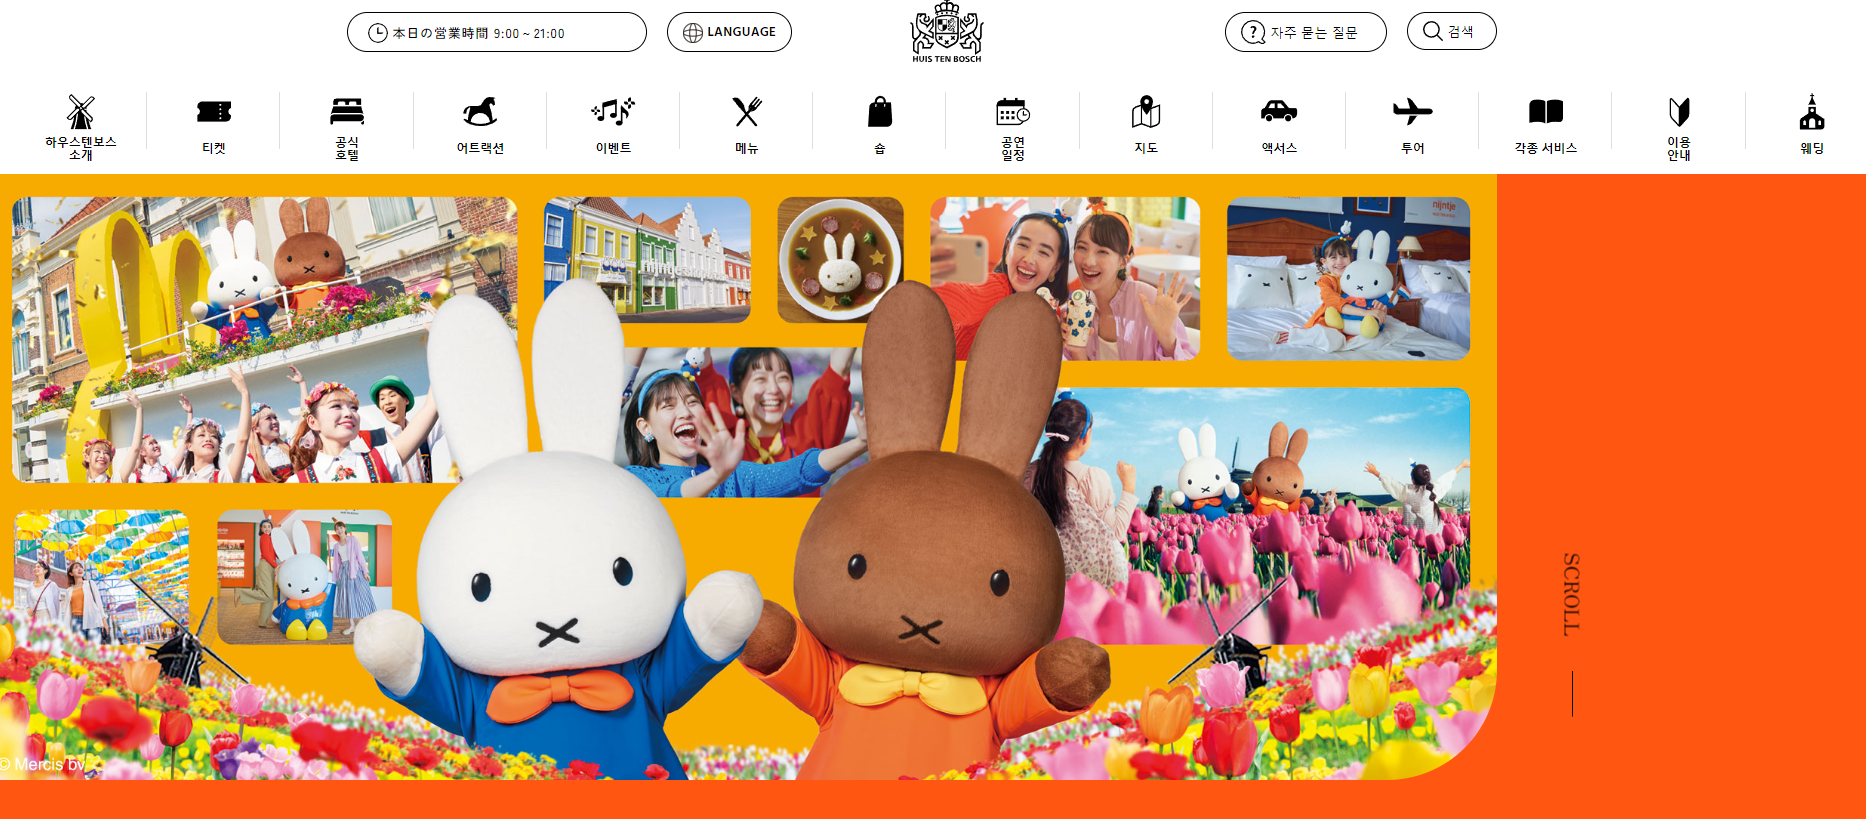 本日の営業時間 9:00 ~ 21:00
LANGUAGE
HUIS TEN BOSCH
자주 묻는 질문
검색
하우스텐보스
소개
티켓
공식
호텔
어트랙션
이벤트
메뉴
숍
공연
일정
지도
액서스
투어
각종 서비스
이용
안내
웨딩
nijntje
SCROLL
© Mercis bv